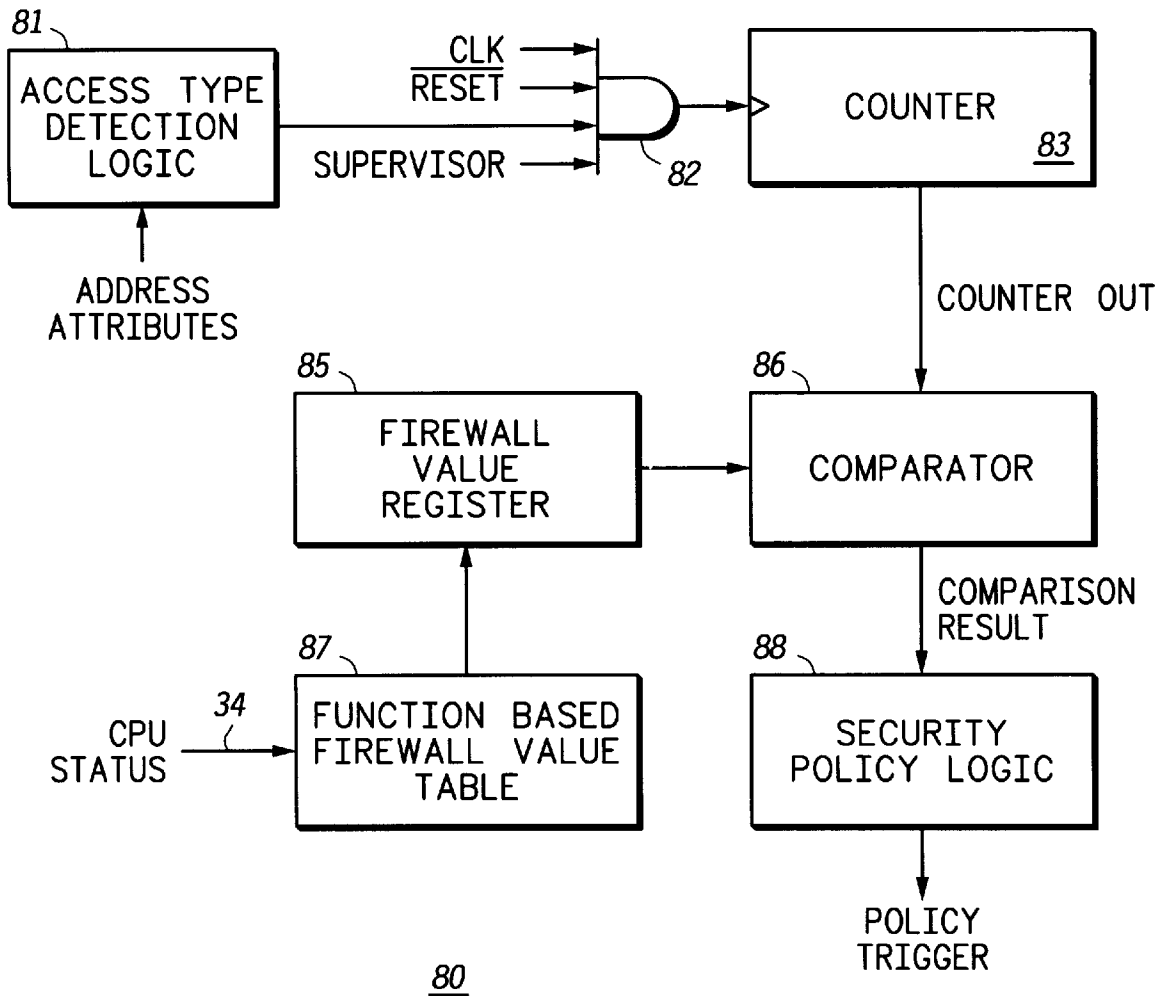 81
ACCESS TYPE
DETECTION
LOGIC
ADDRESS
ATTRIBUTES
CLK
RESET
SUPERVISOR
82
COUNTER
83
COUNTER OUT
85
FIREWALL
VALUE
REGISTER
86
COMPARATOR
COMPARISON
RESULT
CPU
STATUS
34
87
FUNCTION BASED
FIREWALL VALUE
TABLE
88
SECURITY
POLICY LOGIC
POLICY
TRIGGER
80